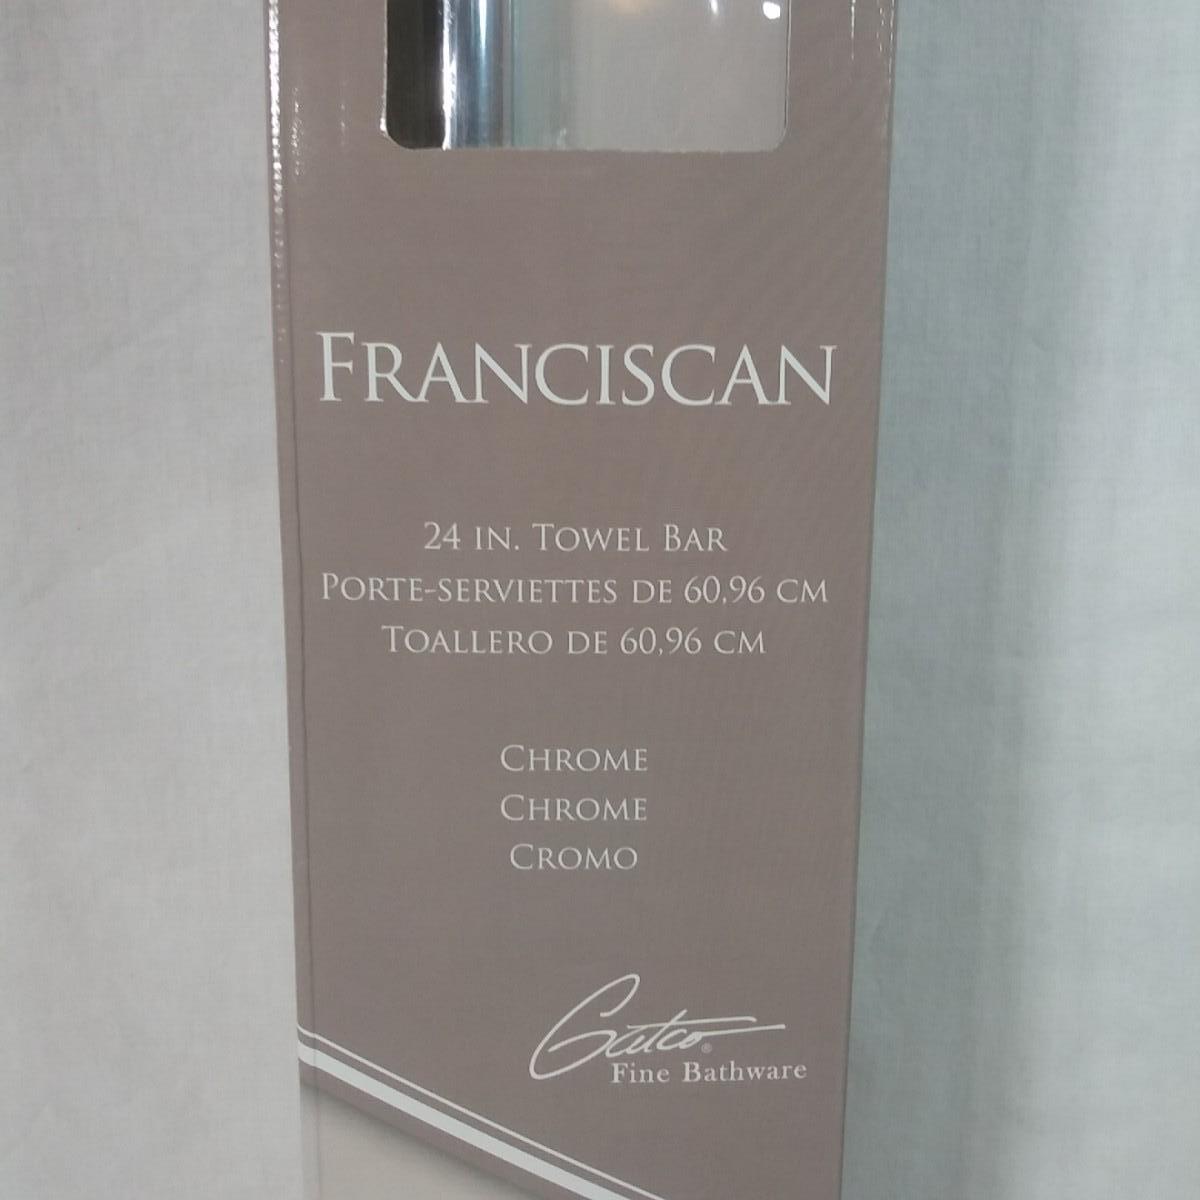 FRANCISCAN
24 IN. TOWEL BAR
PORTE-SERVIETTES DE 60,96 CM
TOALLERO DE 60,96 CM
CHROME
CHROME
CROMO
Gatco®
Fine Bathware